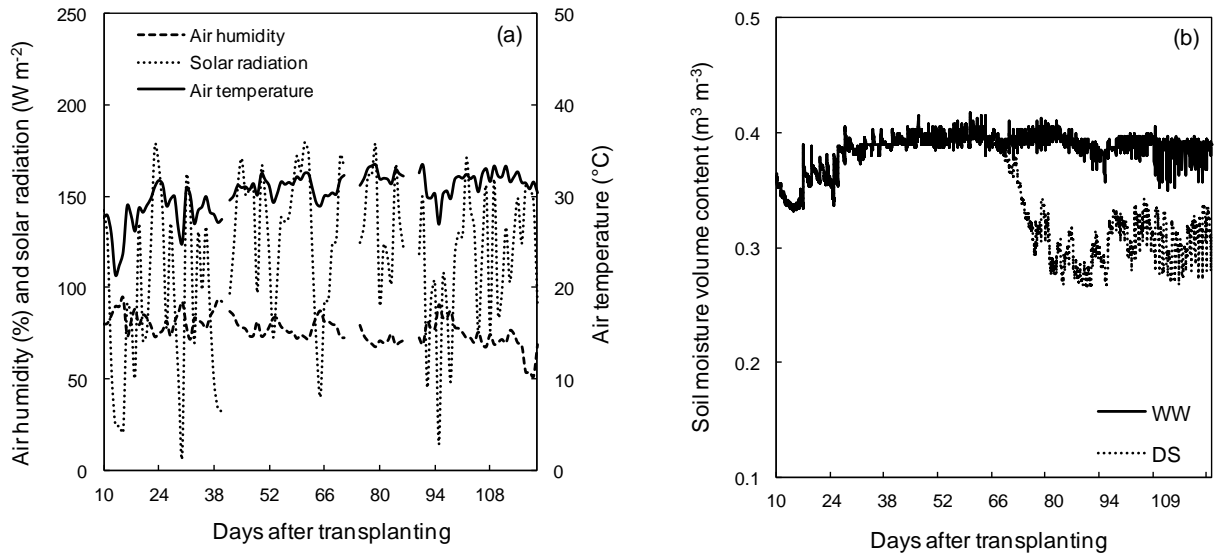 (a)
Air humidity
Solar radiation
Air temperature
Air humidity (%) and solar radiation (W m-2)
250
200
150
100
50
0
Air temperature (°C)
50
40
30
20
10
0
10 24 38 52 66 80 94 108
Days after transplanting
(b)
Soil moisture volume content (m3 m-3)
0.5
0.4
0.3
0.2
0.1
WW
DS
10 24 38 52 66 80 94 109
Days after transplanting